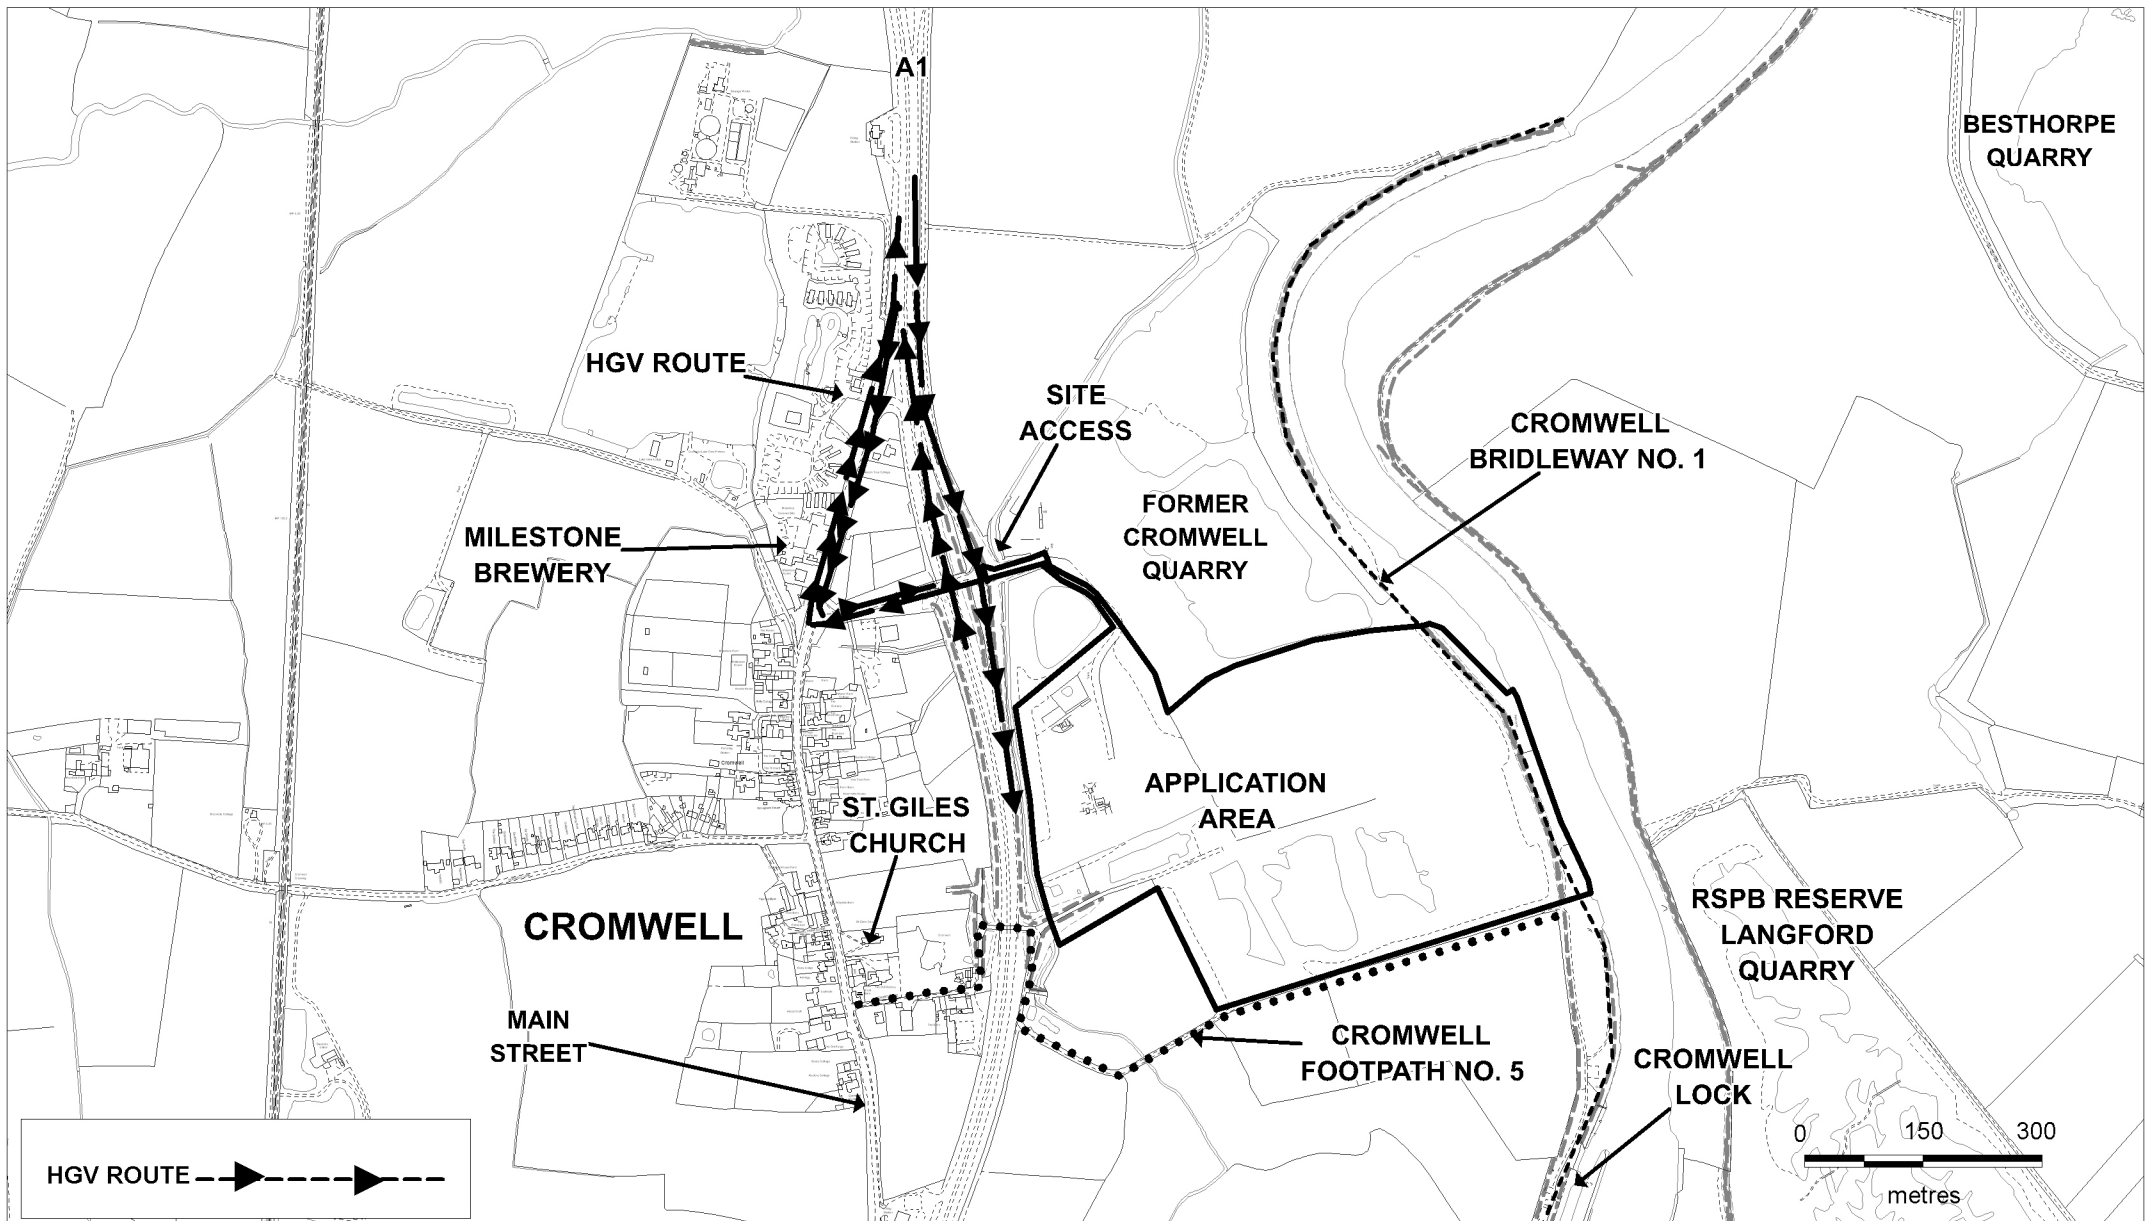 A1
BESTHORPE
QUARRY
HGV ROUTE
SITE
ACCESS
CROMWELL
BRIDLEWAY NO. 1
FORMER
CROMWELL
QUARRY
MILESTONE
BREWERY
Cromwell
APPLICATION
AREA
ST. GILES
CHURCH
RSPB RESERVE
LANGFORD
QUARRY
CROMWELL
MAIN
STREET
CROMWELL
FOOTPATH NO. 5
CROMWELL
LOCK
0 150 300
metres
HGV ROUTE